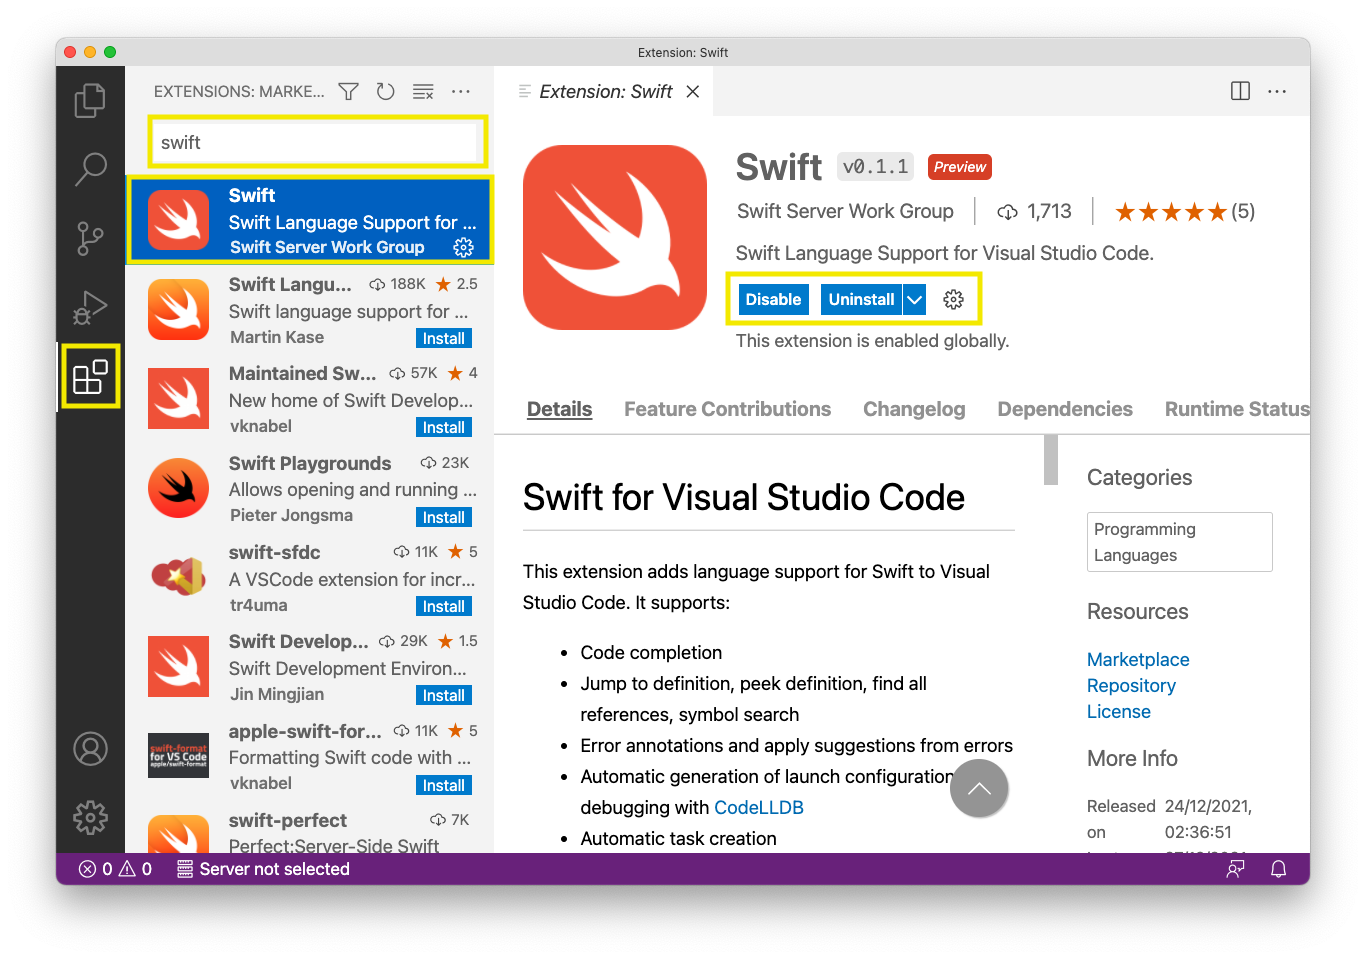 Extension: Swift
EXTENSIONS: MARKE...
swift
Swift
Swift Language Support for ...
Swift Server Work Group
Swift Langu... 188K ★ 2.5
Swift language support for ...
Martin Kase Install
Maintained Sw... 57K ★ 4
New home of Swift Develop...
vknabel Install
Swift Playgrounds 23K
Allows opening and running ...
Pieter Jongsma Install
swift-sfdc 11K ★ 5
A VSCode extension for incr...
tr4uma Install
Swift Develop... 29K ★ 1.5
Swift Development Environ...
Jin Mingjian Install
swift-format
for VS Code
apple/swift-format
apple-swift-for... 11K ★ 5
Formatting Swift code with ...
vknabel Install
swift-perfect 7K
Perfect:Server-Side Swift
Extension: Swift
Swift v0.1.1 Preview
Swift Server Work Group 1,713 ★★★★★ (5)
Swift Language Support for Visual Studio Code.
Disable Uninstall
This extension is enabled globally.
Details Feature Contributions Changelog Dependencies Runtime Status
Swift for Visual Studio Code
This extension adds language support for Swift to Visual
Studio Code. It supports:
• Code completion
• Jump to definition, peek definition, find all
references, symbol search
• Error annotations and apply suggestions from errors
• Automatic generation of launch configuration
debugging with CodeLLDB
• Automatic task creation
Categories
Programming
Languages
Resources
Marketplace
Repository
License
More Info
Released 24/12/2021,
on 02:36:51
0 0 Server not selected